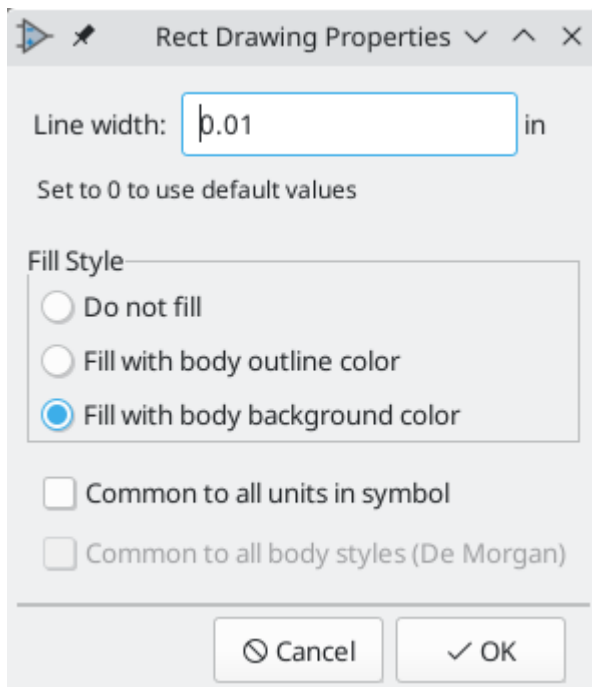 Rect Drawing Properties
Line width: 0.01 in
Set to 0 to use default values
Fill Style
Do not fill
Fill with body outline color
Fill with body background color
Common to all units in symbol
Common to all body styles (De Morgan)
Cancel OK